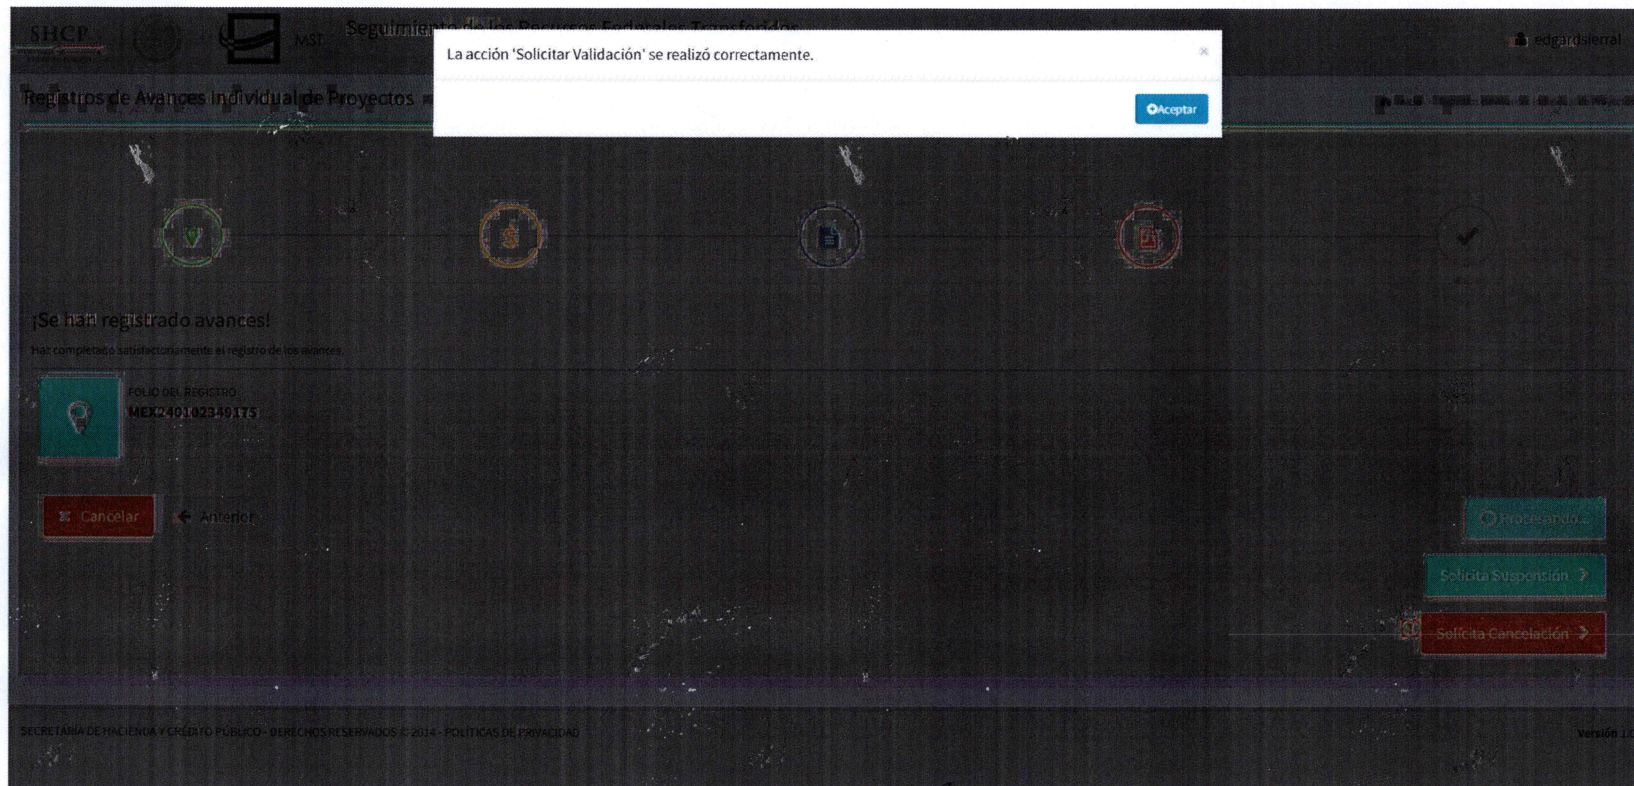 SHCP
MST
Seguimiento de los Recursos Federales Transferidos
edgardsierral
La acción 'Solicitar Validación' se realizó correctamente.
×
Aceptar
Registros de Avances Individual de Proyectos
¡Se han registrado avances!
Haz completado satisfactoriamente el registro de los avances.
FOLIO DEL REGISTRO
MEX240102349175
Cancelar
Anterior
Procesando...
Solicita Suspensión
Solicita Cancelación
SECRETARIA DE HACIENDA Y CRÉDITO PÚBLICO - DERECHOS RESERVADOS © 2014 - POLÍTICAS DE PRIVACIDAD
Versión 1.0